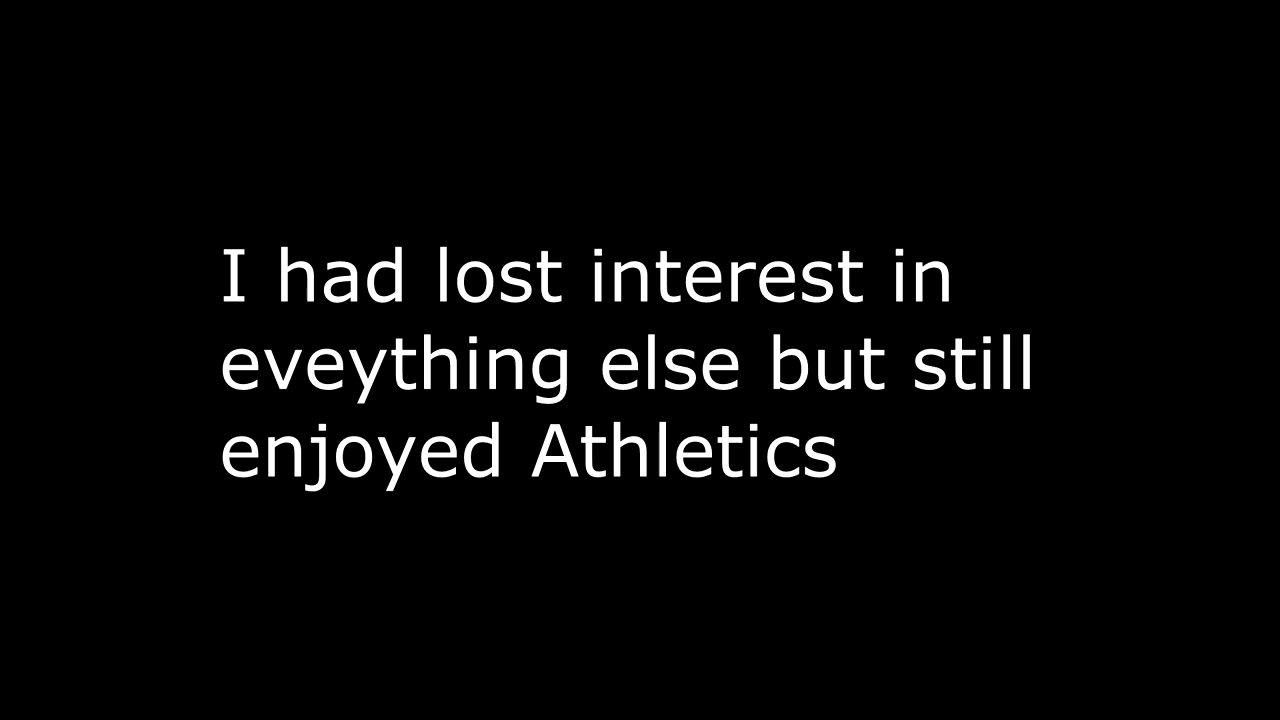 I had lost interest in
eveything else but still
enjoyed Athletics